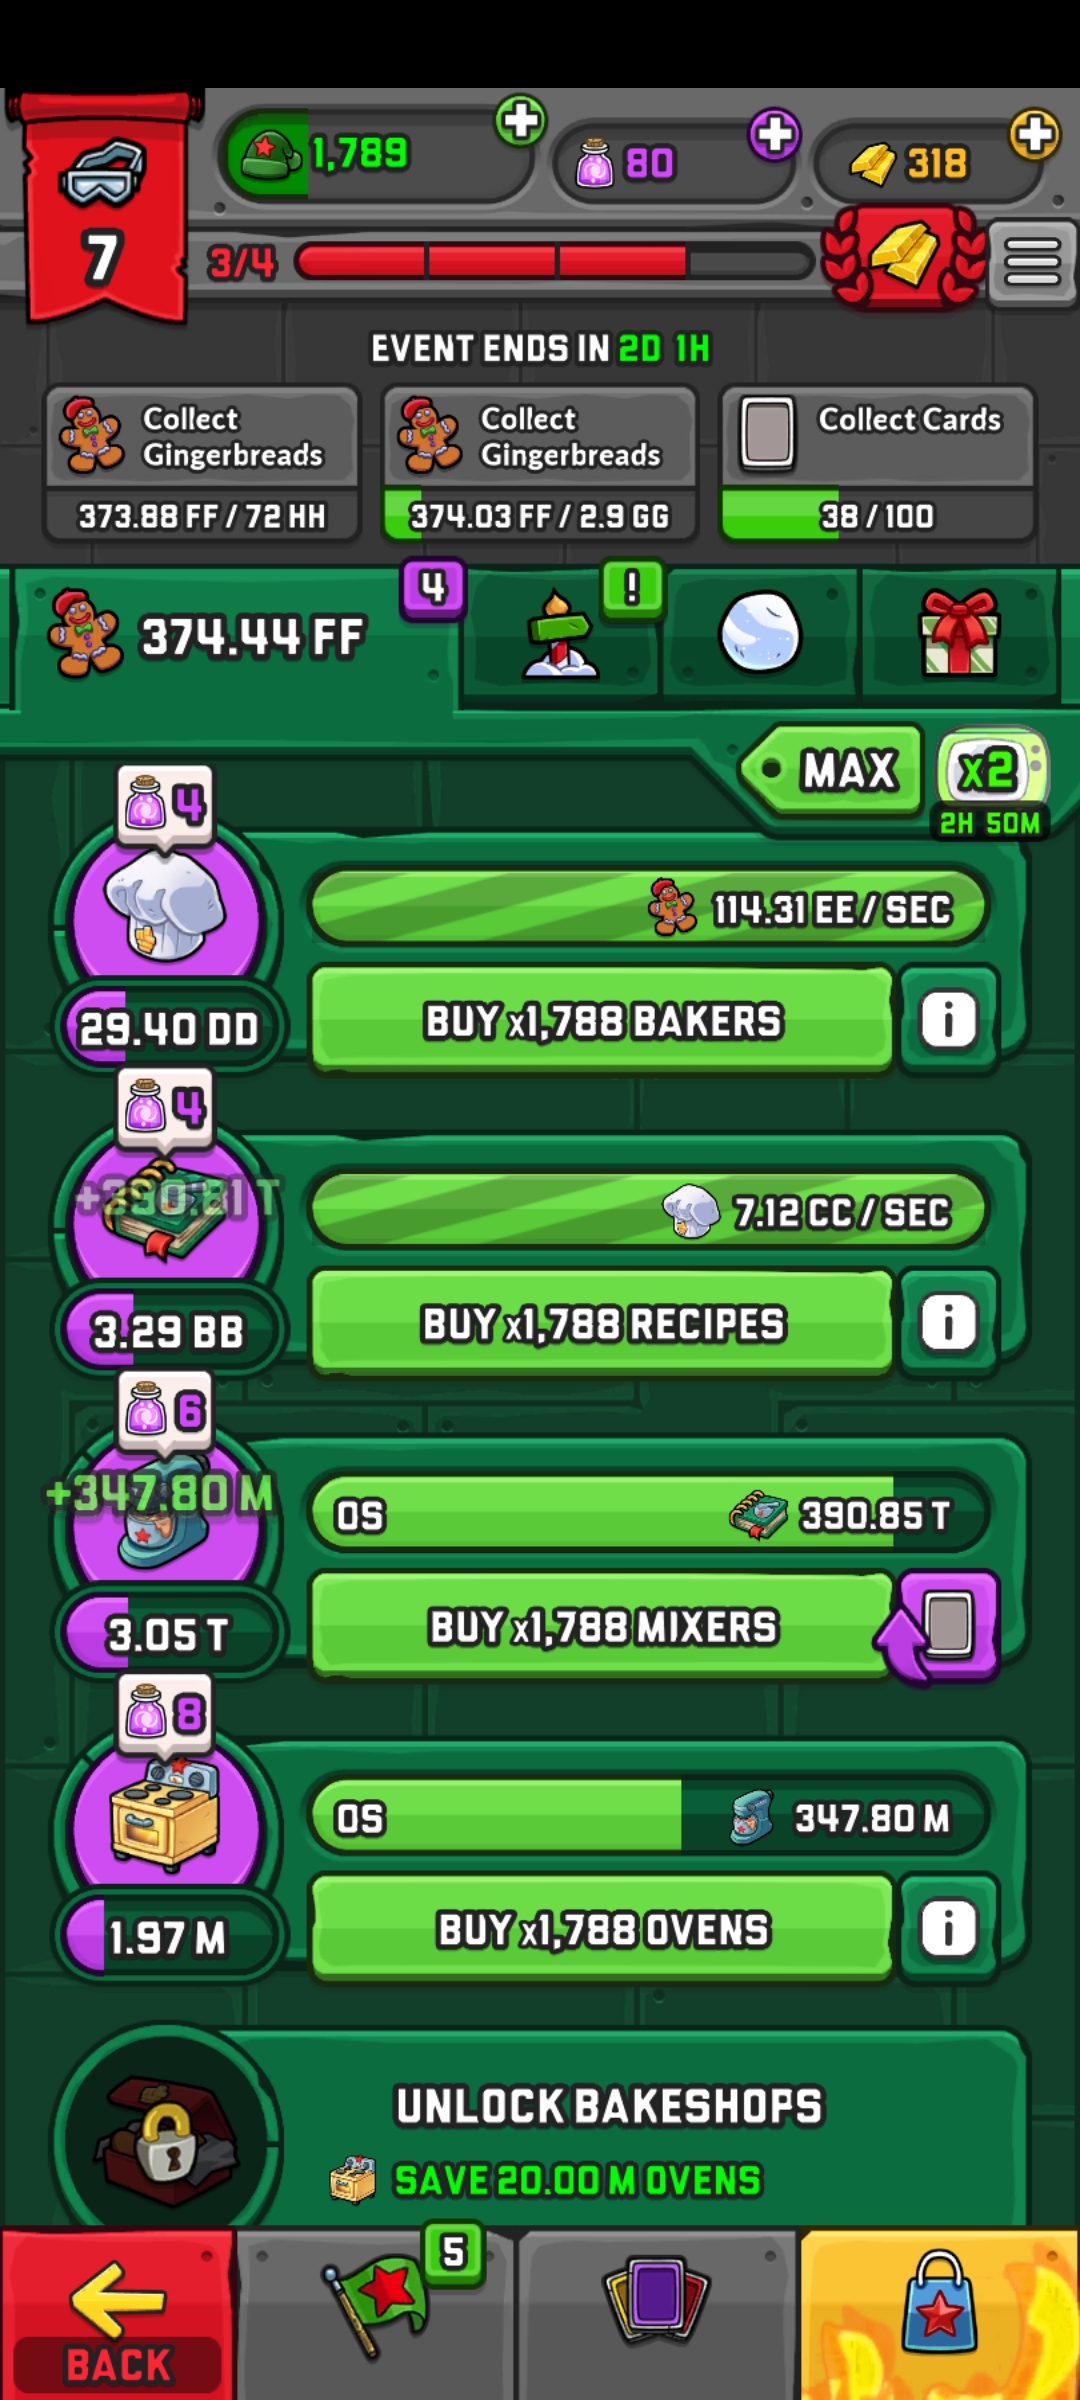 1,789
80
318
7
3/4
EVENT ENDS IN 2D 1H
Collect
Gingerbreads
373.88 FF / 72 HH
Collect
Gingerbreads
374.03 FF / 2.9 GG
Collect Cards
38 / 100
374.44 FF
4
!
MAX
x2
2H 50M
4
114.31 EE / SEC
29.40 DD
BUY x1,788 BAKERS
i
4
+390.81 T
7.12 CC / SEC
3.29 BB
BUY x1,788 RECIPES
i
6
+347.80 M
0S
390.85 T
3.05 T
BUY x1,788 MIXERS
8
0S
347.80 M
1.97 M
BUY x1,788 OVENS
i
UNLOCK BAKESHOPS
SAVE 20.00 M OVENS
5
BACK